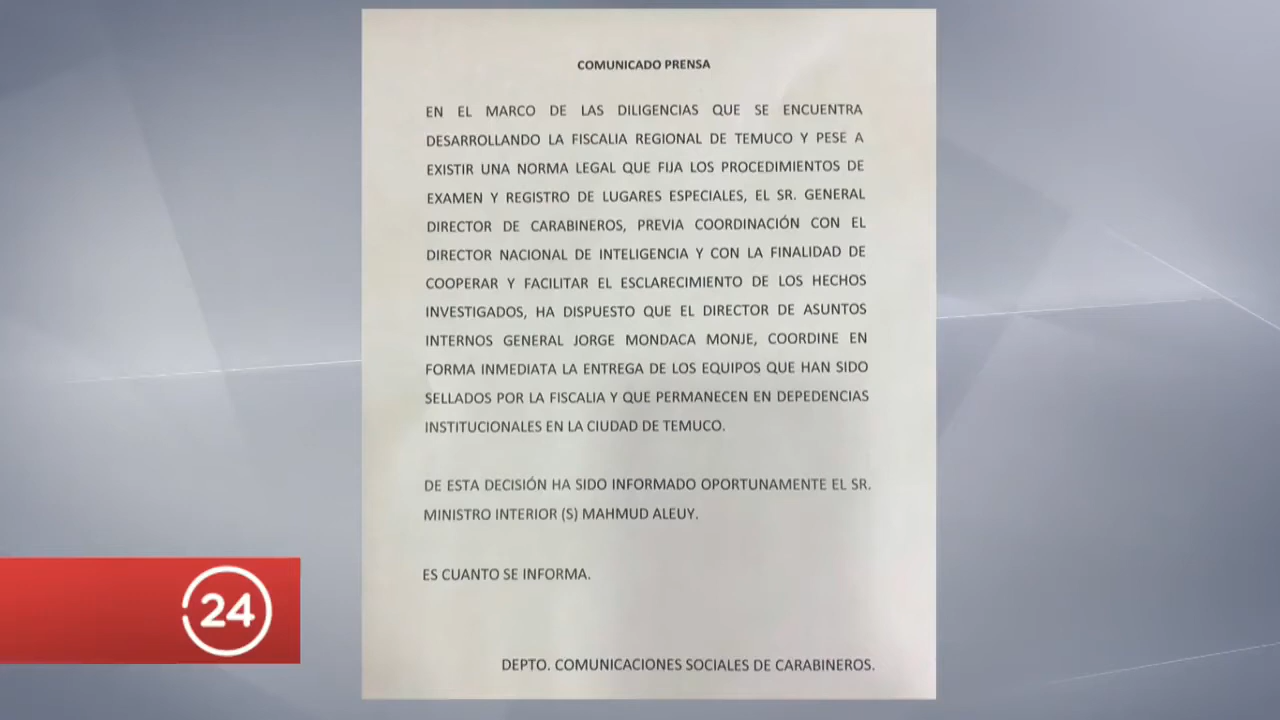 COMUNICADO PRENSA
EN EL MARCO DE LAS DILIGENCIAS QUE SE ENCUENTRA
DESARROLLANDO LA FISCALIA REGIONAL DE TEMUCO Y PESE A
EXISTIR UNA NORMA LEGAL QUE FIJA LOS PROCEDIMIENTOS DE
EXAMEN Y REGISTRO DE LUGARES ESPECIALES, EL SR. GENERAL
DIRECTOR DE CARABINEROS, PREVIA COORDINACIÓN CON EL
DIRECTOR NACIONAL DE INTELIGENCIA Y CON LA FINALIDAD DE
COOPERAR Y FACILITAR EL ESCLARECIMIENTO DE LOS HECHOS
INVESTIGADOS, HA DISPUESTO QUE EL DIRECTOR DE ASUNTOS
INTERNOS GENERAL JORGE MONDACA MONJE, COORDINE EN
FORMA INMEDIATA LA ENTREGA DE LOS EQUIPOS QUE HAN SIDO
SELLADOS POR LA FISCALIA Y QUE PERMANECEN EN DEPEDENCIAS
INSTITUCIONALES EN LA CIUDAD DE TEMUCO.
DE ESTA DECISIÓN HA SIDO INFORMADO OPORTUNAMENTE EL SR.
MINISTRO INTERIOR (S) MAHMUD ALEUY.
ES CUANTO SE INFORMA.
DEPTO. COMUNICACIONES SOCIALES DE CARABINEROS.
24